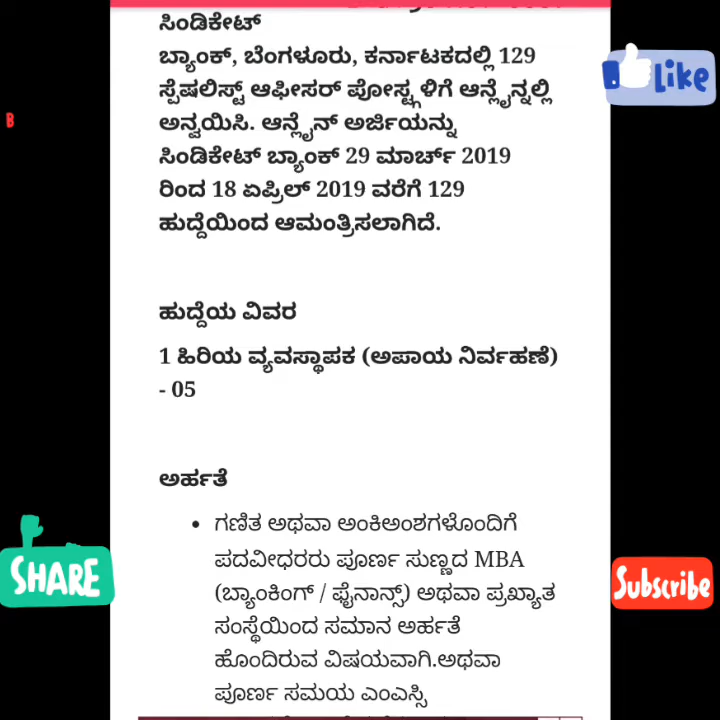 ಸಿಂಡಿಕೇಟ್
ಬ್ಯಾಂಕ್, ಬೆಂಗಳೂರು, ಕರ್ನಾಟಕದಲ್ಲಿ 129
ಸ್ಪೆಷಲಿಸ್ಟ್ ಆಫೀಸರ್ ಪೋಸ್ಟ್ಗಳಿಗೆ ಆನ್ಲೈನ್ನಲ್ಲಿ
ಅನ್ವಯಿಸಿ. ಆನ್ಲೈನ್ ಅರ್ಜಿಯನ್ನು
ಸಿಂಡಿಕೇಟ್ ಬ್ಯಾಂಕ್ 29 ಮಾರ್ಚ್ 2019
ರಿಂದ 18 ಏಪ್ರಿಲ್ 2019 ವರೆಗೆ 129
ಹುದ್ದೆಯಿಂದ ಆಮಂತ್ರಿಸಲಾಗಿದೆ.
ಹುದ್ದೆಯ ವಿವರ
1 ಹಿರಿಯ ವ್ಯವಸ್ಥಾಪಕ (ಅಪಾಯ ನಿರ್ವಹಣೆ)
- 05
ಅರ್ಹತೆ
• ಗಣಿತ ಅಥವಾ ಅಂಕಿಅಂಶಗಳೊಂದಿಗೆ
ಪದವೀಧರರು ಪೂರ್ಣ ಸುಣ್ಣದ MBA
(ಬ್ಯಾಂಕಿಂಗ್ / ಫೈನಾನ್ಸ್) ಅಥವಾ ಪ್ರಖ್ಯಾತ
ಸಂಸ್ಥೆಯಿಂದ ಸಮಾನ ಅರ್ಹತೆ
ಹೊಂದಿರುವ ವಿಷಯವಾಗಿ.ಅಥವಾ
ಪೂರ್ಣ ಸಮಯ ಎಂಎಸ್ಸಿ
B
Like
SHARE
Subscribe